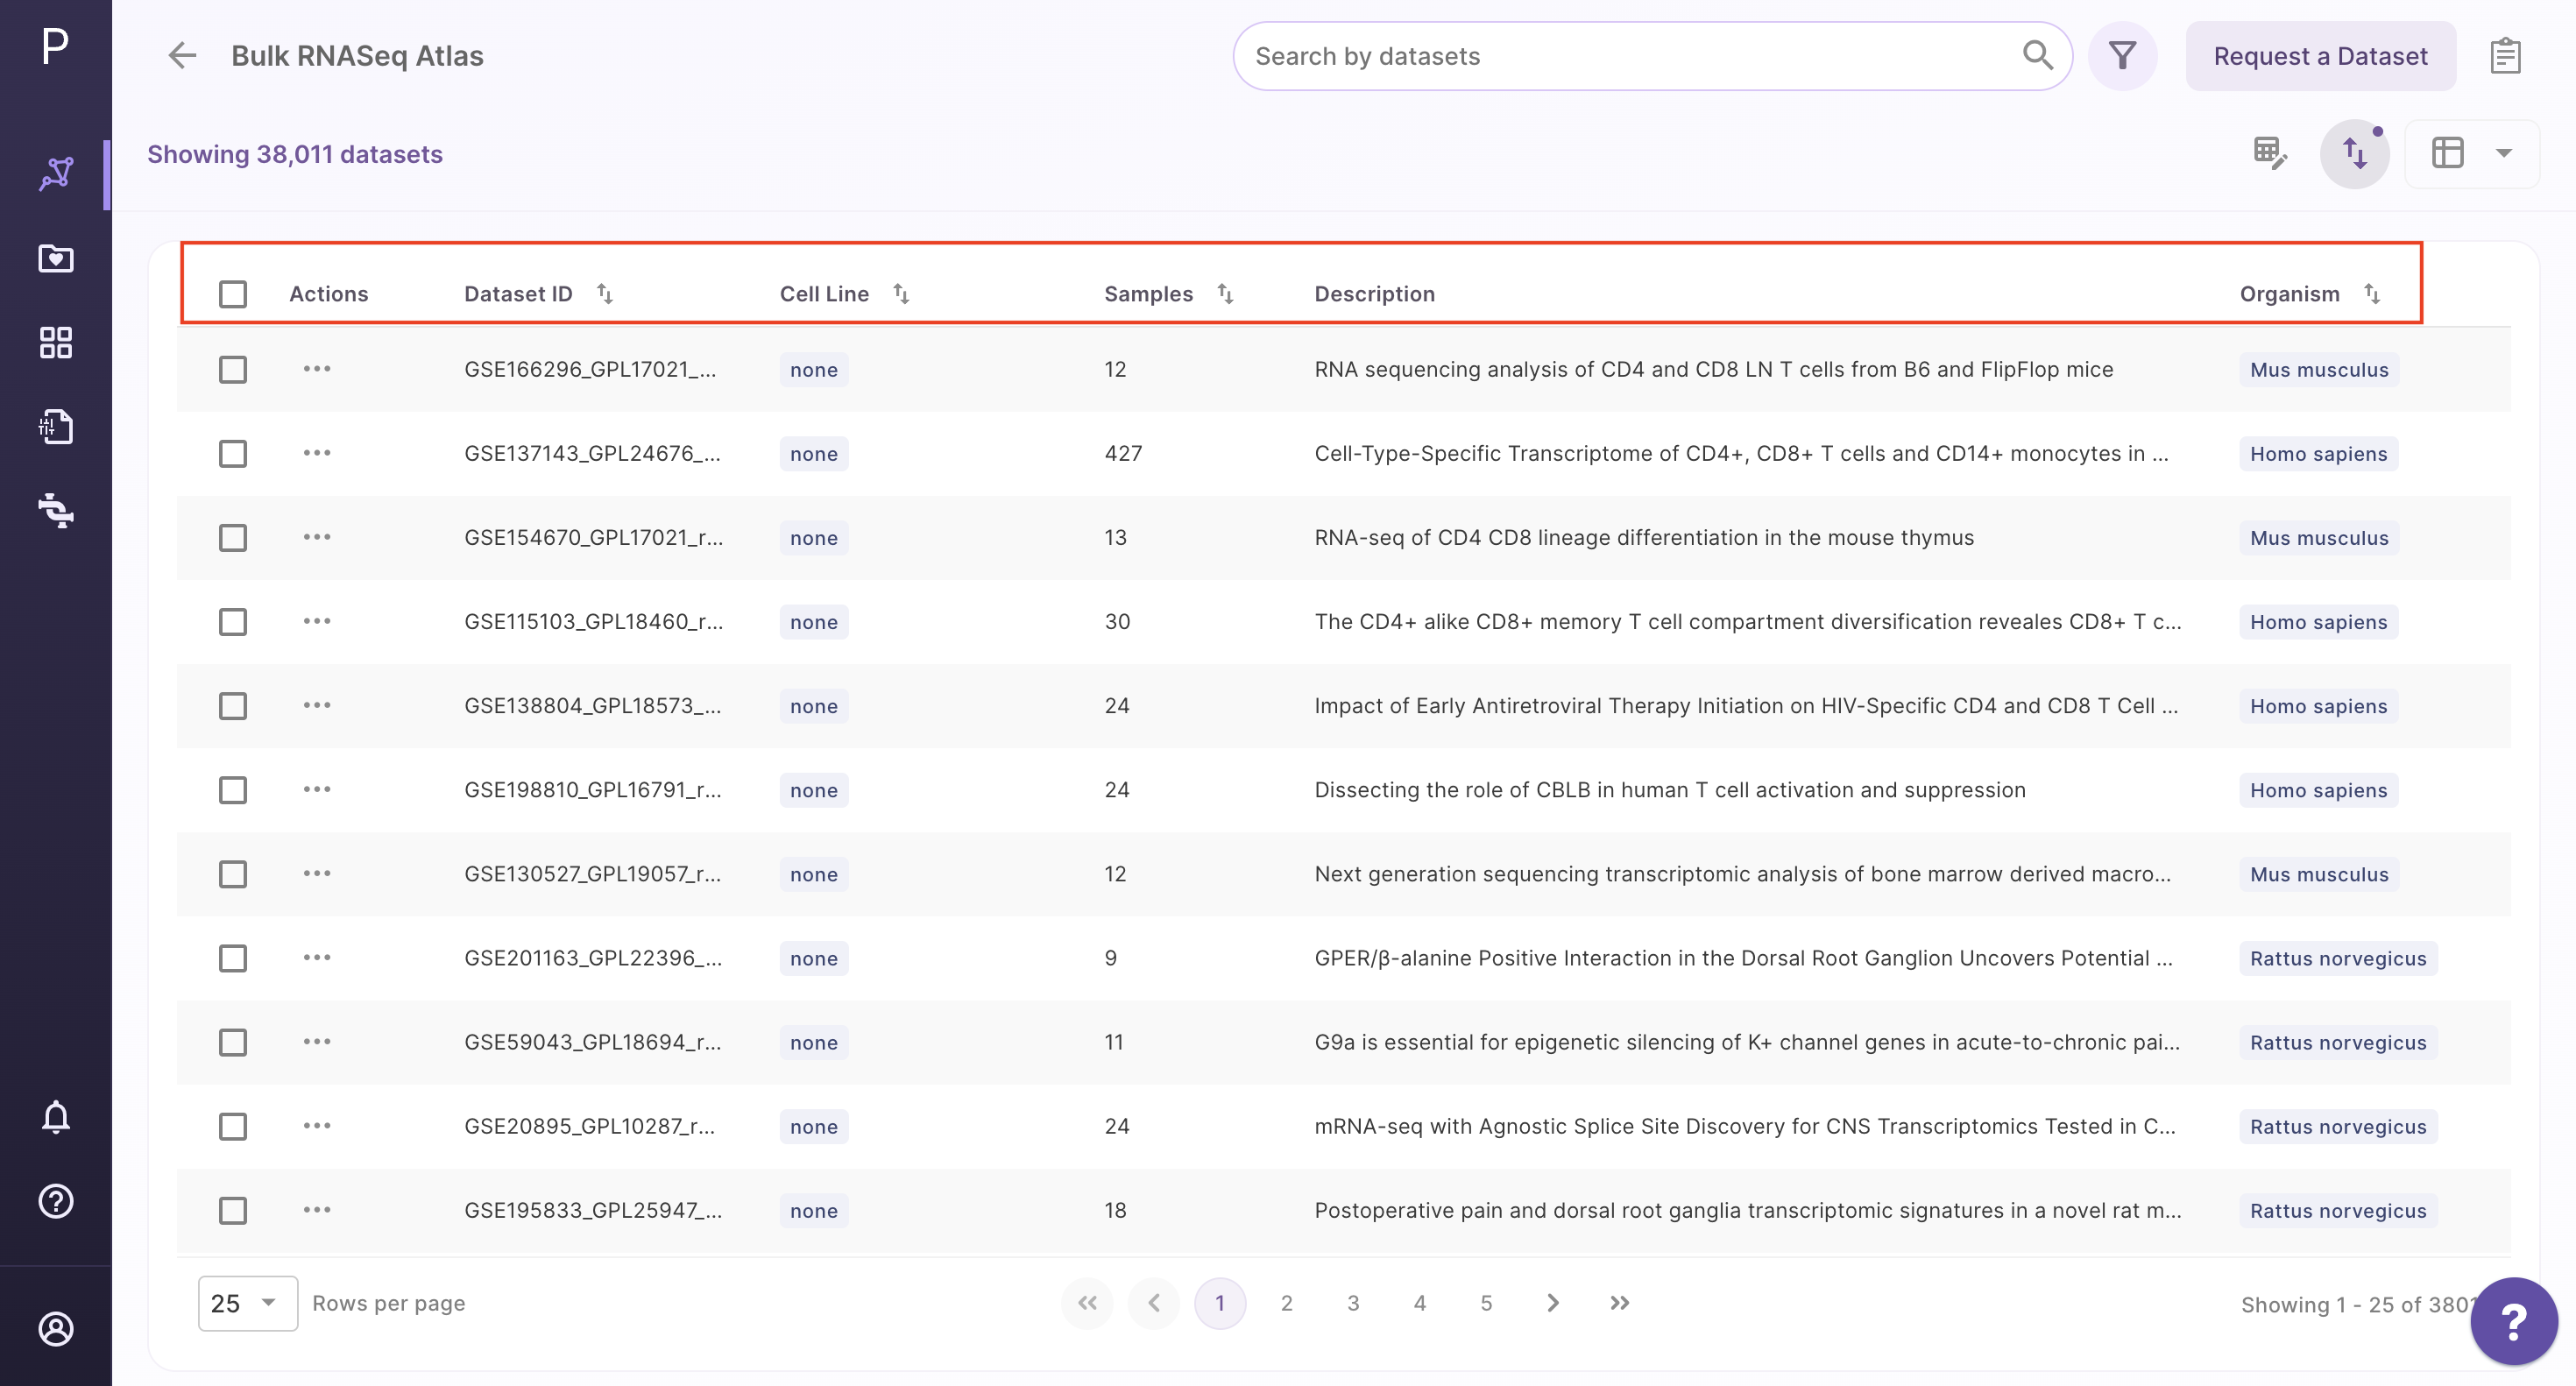 P
Bulk RNASeq Atlas
Search by datasets
Request a Dataset
Showing 38,011 datasets
Actions Dataset ID Cell Line Samples Description Organism
GSE166296_GPL17021_... none 12 RNA sequencing analysis of CD4 and CD8 LN T cells from B6 and FlipFlop mice Mus musculus
GSE137143_GPL24676_... none 427 Cell-Type-Specific Transcriptome of CD4+, CD8+ T cells and CD14+ monocytes in ... Homo sapiens
GSE154670_GPL17021_r... none 13 RNA-seq of CD4 CD8 lineage differentiation in the mouse thymus Mus musculus
GSE115103_GPL18460_r... none 30 The CD4+ alike CD8+ memory T cell compartment diversification reveales CD8+ T c... Homo sapiens
GSE138804_GPL18573_... none 24 Impact of Early Antiretroviral Therapy Initiation on HIV-Specific CD4 and CD8 T Cell ... Homo sapiens
GSE198810_GPL16791_r... none 24 Dissecting the role of CBLB in human T cell activation and suppression Homo sapiens
GSE130527_GPL19057_r... none 12 Next generation sequencing transcriptomic analysis of bone marrow derived macro... Mus musculus
GSE201163_GPL22396_... none 9 GPER/β-alanine Positive Interaction in the Dorsal Root Ganglion Uncovers Potential ... Rattus norvegicus
GSE59043_GPL18694_r... none 11 G9a is essential for epigenetic silencing of K+ channel genes in acute-to-chronic pai... Rattus norvegicus
GSE20895_GPL10287_r... none 24 mRNA-seq with Agnostic Splice Site Discovery for CNS Transcriptomics Tested in C... Rattus norvegicus
GSE195833_GPL25947_... none 18 Postoperative pain and dorsal root ganglia transcriptomic signatures in a novel rat m... Rattus norvegicus
25 Rows per page 1 2 3 4 5 Showing 1 - 25 of 3801
?